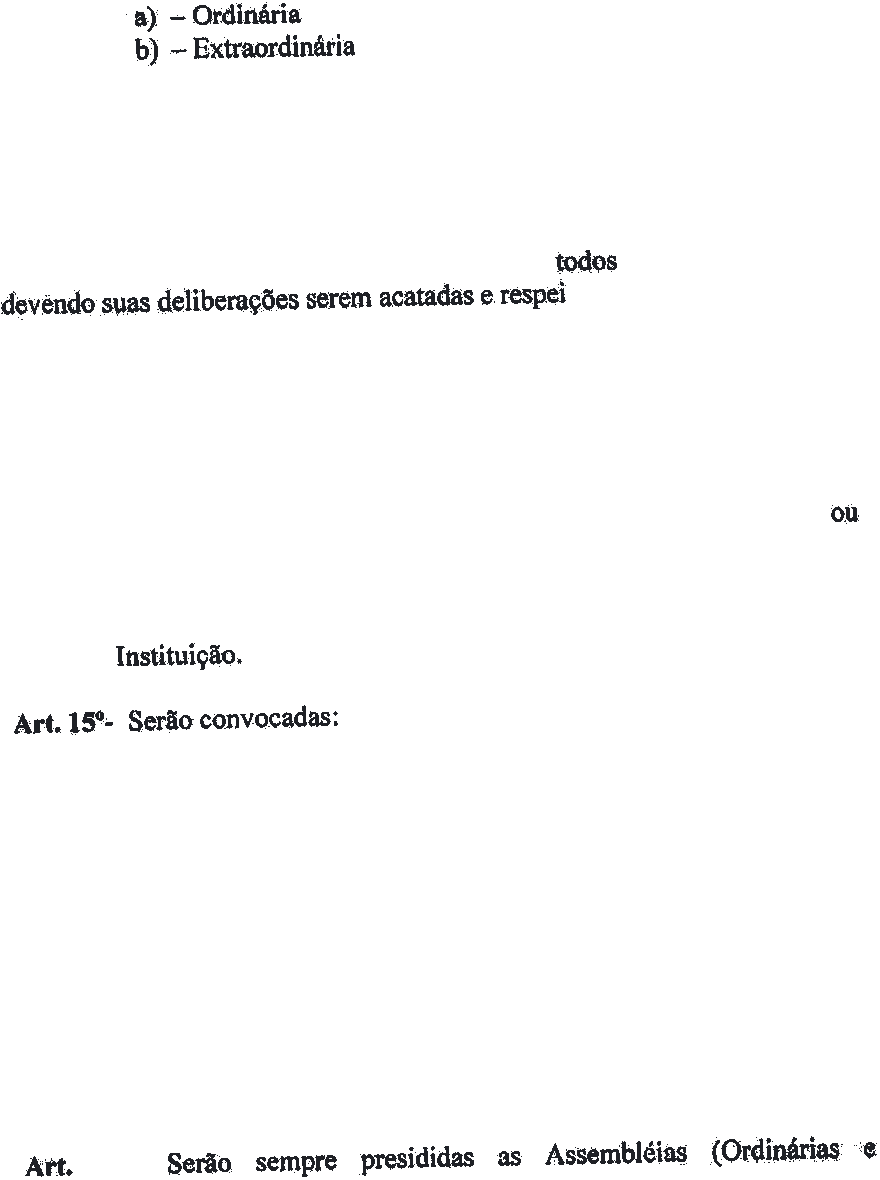 a) – Ordinária
b) – Extraordinária
todos
devendo suas deliberações serem acatadas e respei
ou
Instituição.
Art. 15º- Serão convocadas:
Art. Serão sempre presididas as Assembléias (Ordinárias e